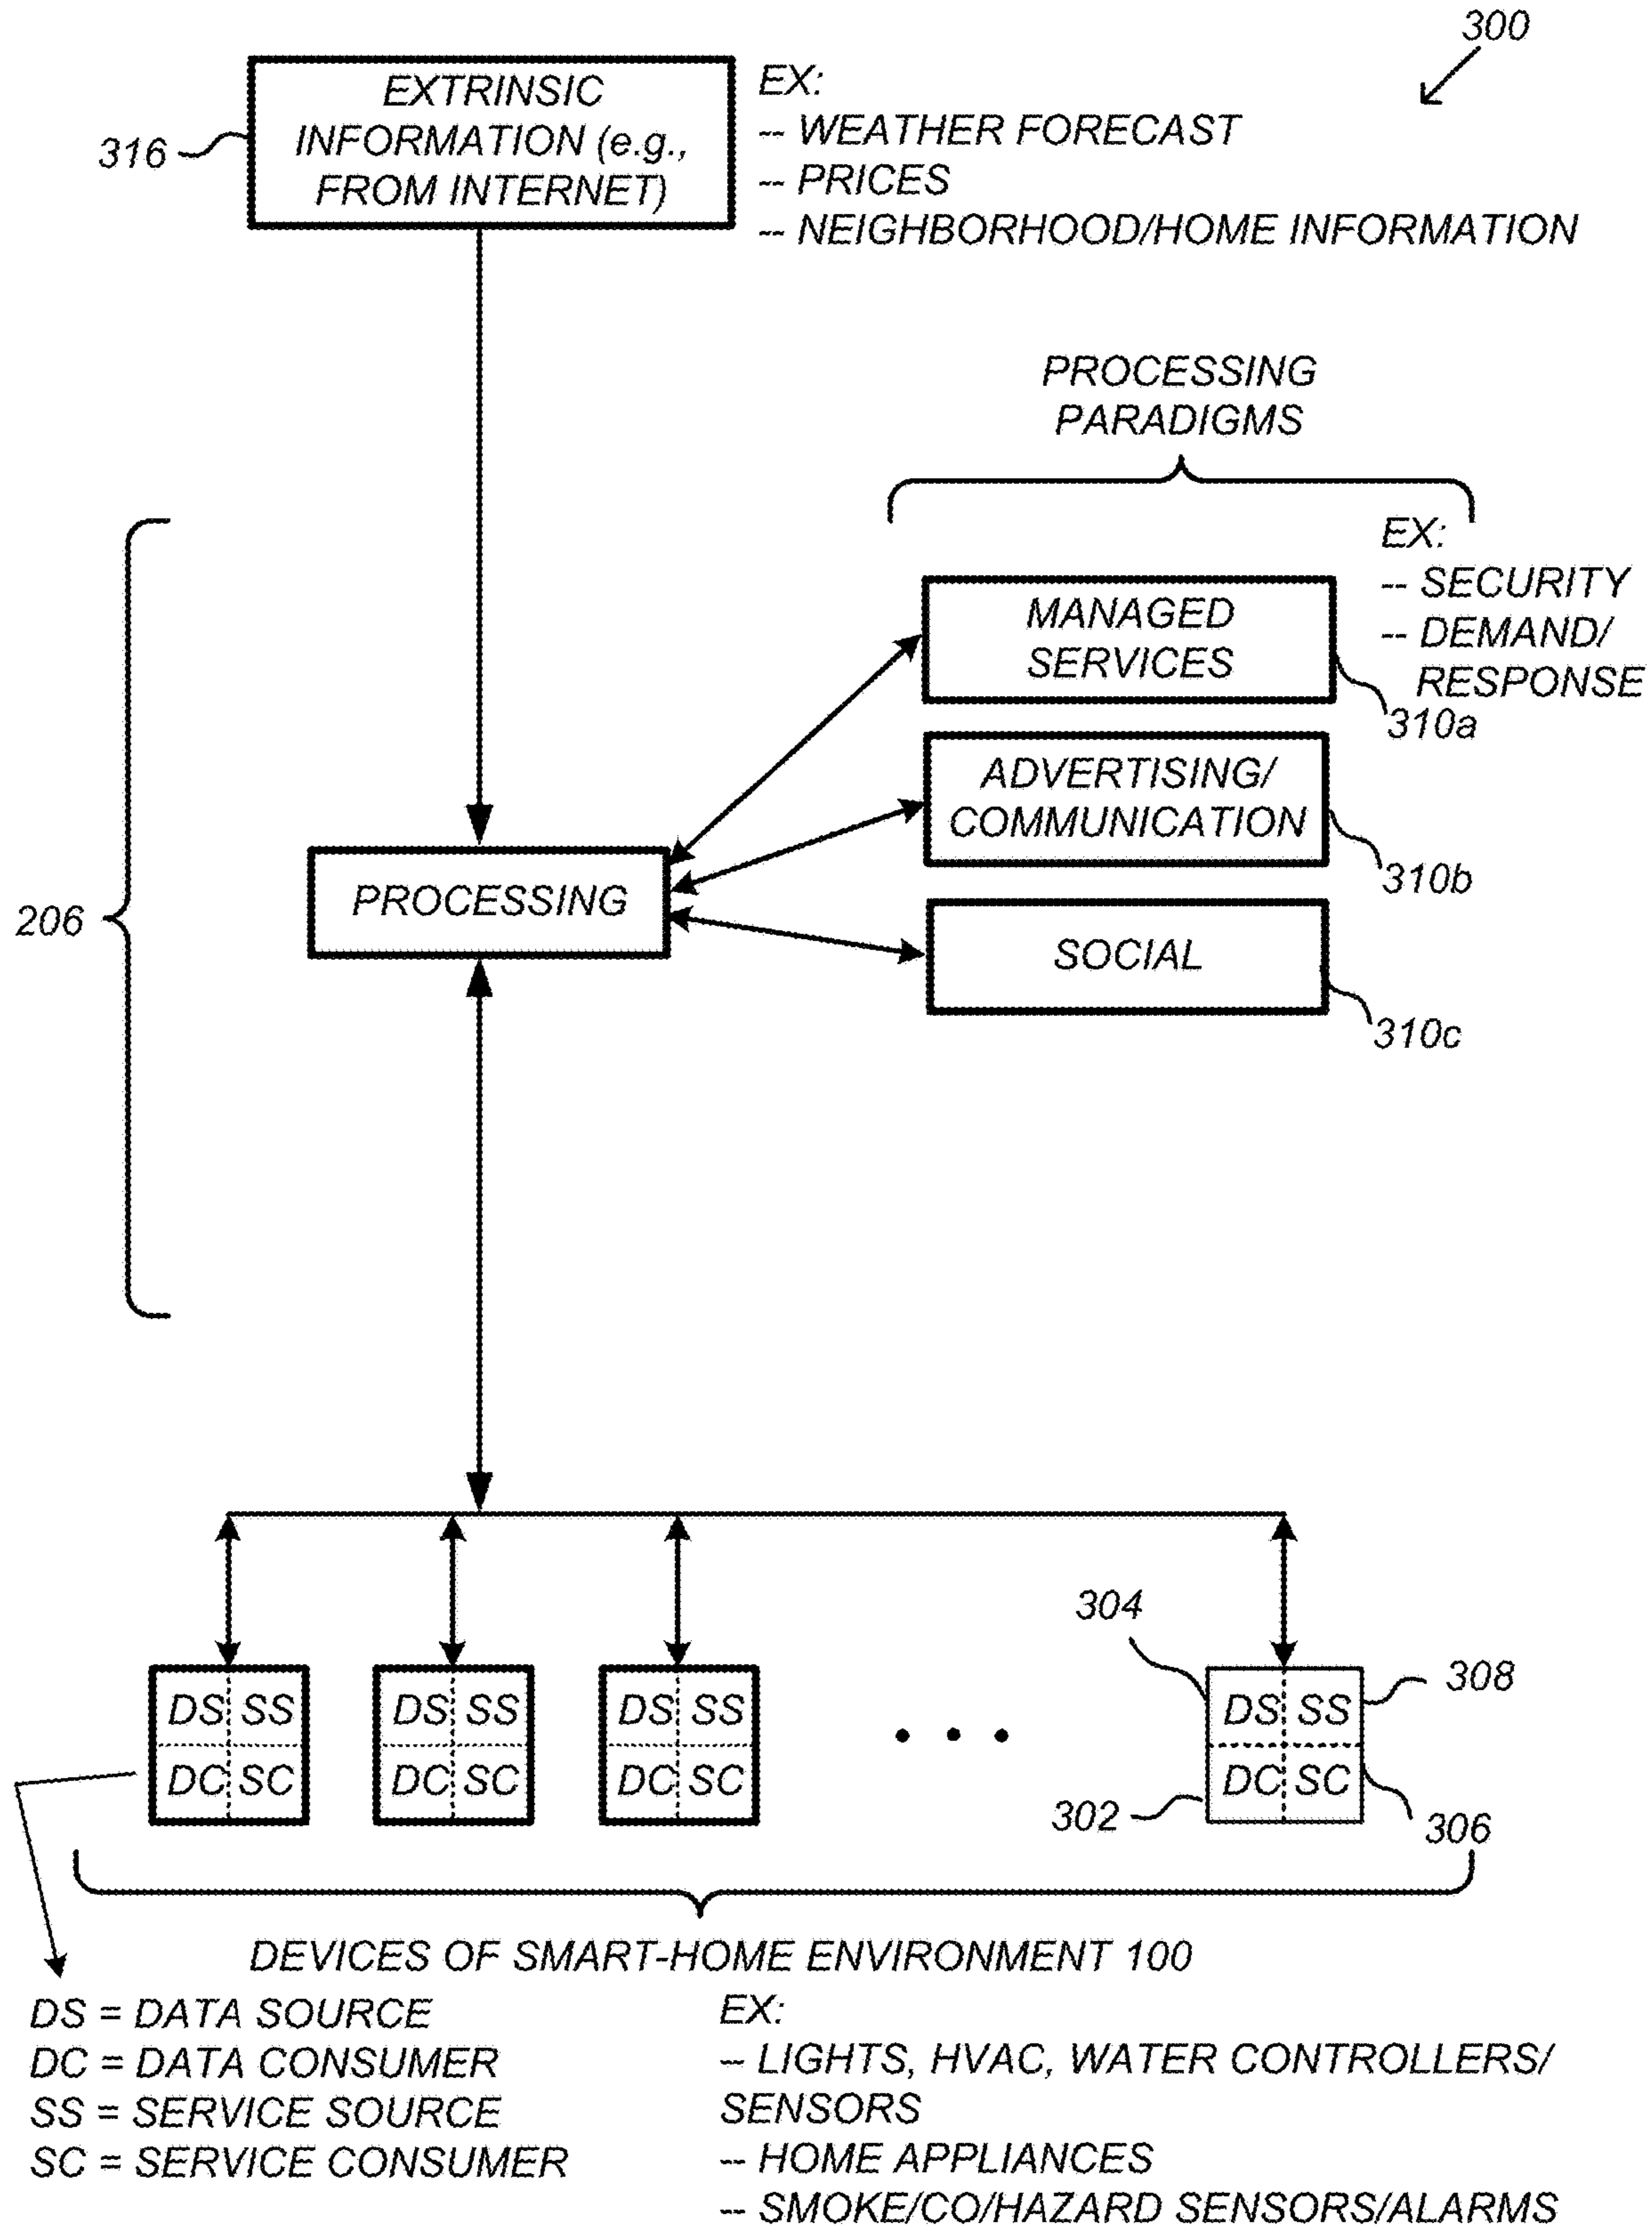 300
EXTRINSIC
INFORMATION (e.g.,
FROM INTERNET)
316
EX:
-- WEATHER FORECAST
-- PRICES
-- NEIGHBORHOOD/HOME INFORMATION
PROCESSING
PARADIGMS
EX:
-- SECURITY
-- DEMAND/
RESPONSE
MANAGED
SERVICES
310a
ADVERTISING/
COMMUNICATION
310b
SOCIAL
310c
PROCESSING
206
304
308
DS SS
DC SC
DS SS
DC SC
DS SS
DC SC
DS SS
DC SC
302
306
DEVICES OF SMART-HOME ENVIRONMENT 100
DS = DATA SOURCE
DC = DATA CONSUMER
SS = SERVICE SOURCE
SC = SERVICE CONSUMER
EX:
-- LIGHTS, HVAC, WATER CONTROLLERS/
SENSORS
-- HOME APPLIANCES
-- SMOKE/CO/HAZARD SENSORS/ALARMS